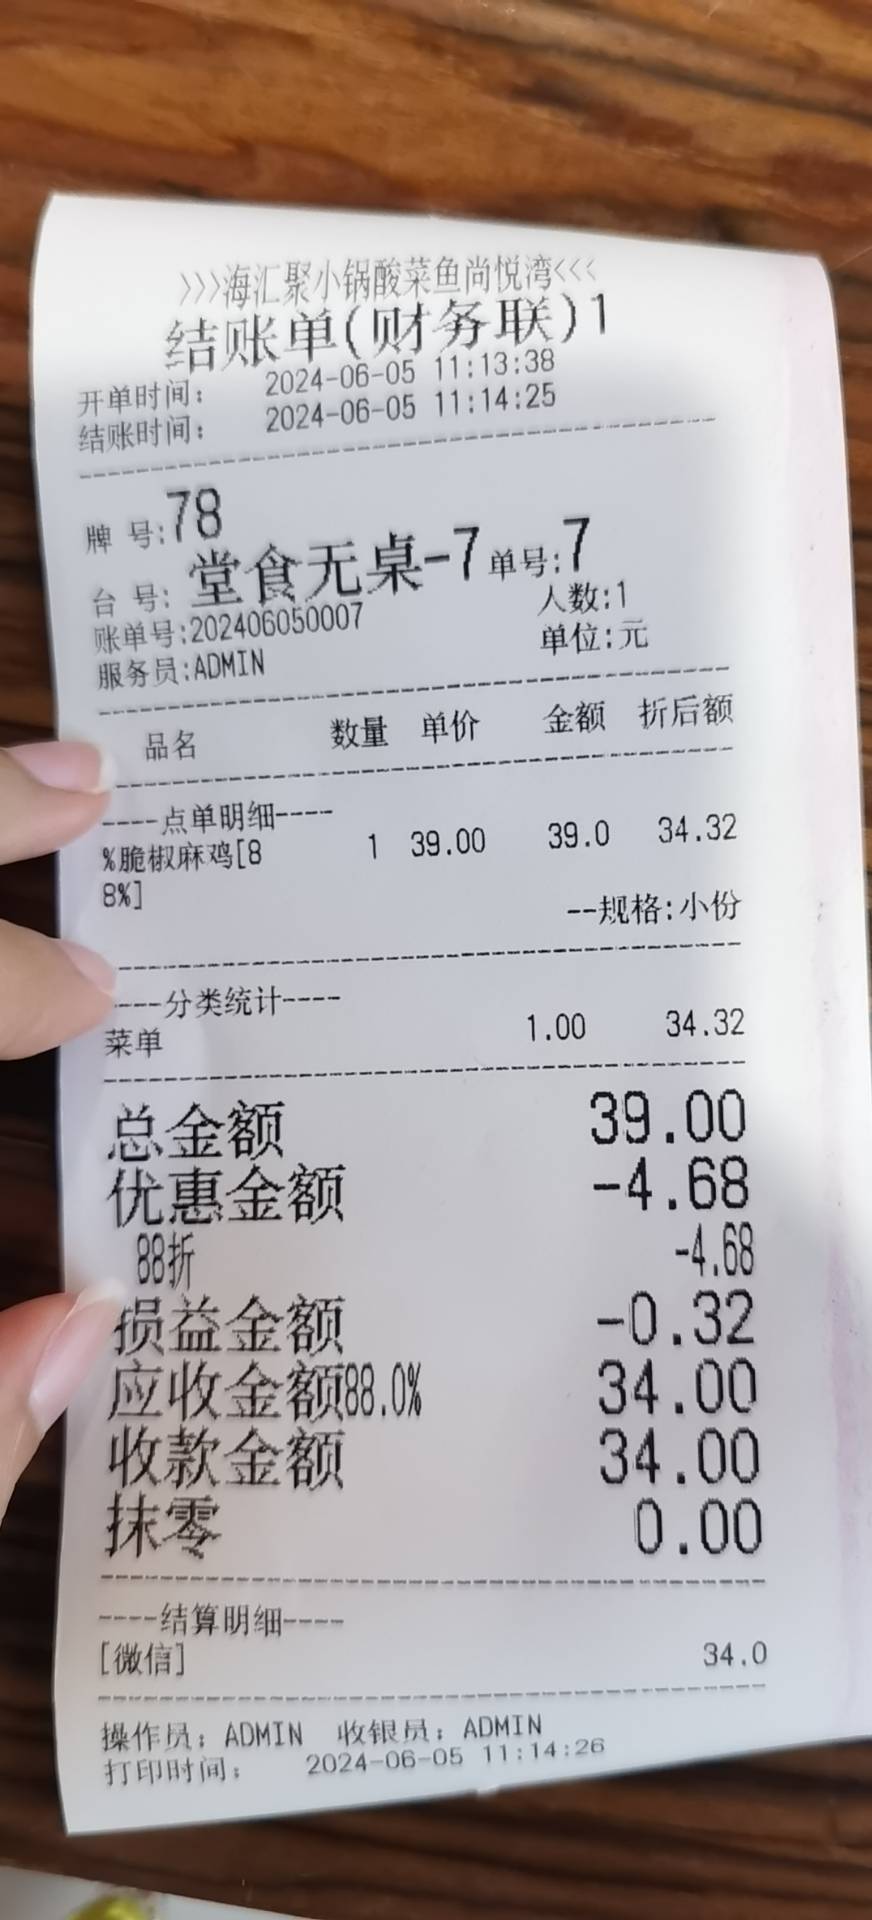 >>>海汇聚小锅酸菜鱼尚悦湾<<<
结账单(财务联)1
开单时间： 2024-06-05 11:13:38
结账时间： 2024-06-05 11:14:25
牌 号:78
台 号: 堂食无桌-7 单号:7
账单号:202406050007 人数:1
服务员:ADMIN 单位:元
品名 数量 单价 金额 折后额
----点单明细----
%脆椒麻鸡[8 1 39.00 39.0 34.32
8%]
--规格:小份
----分类统计----
菜单 1.00 34.32
总金额 39.00
优惠金额 -4.68
88折 -4.68
损益金额 -0.32
应收金额88.0% 34.00
收款金额 34.00
抹零 0.00
----结算明细----
[微信] 34.0
操作员：ADMIN 收银员：ADMIN
打印时间： 2024-06-05 11:14:26